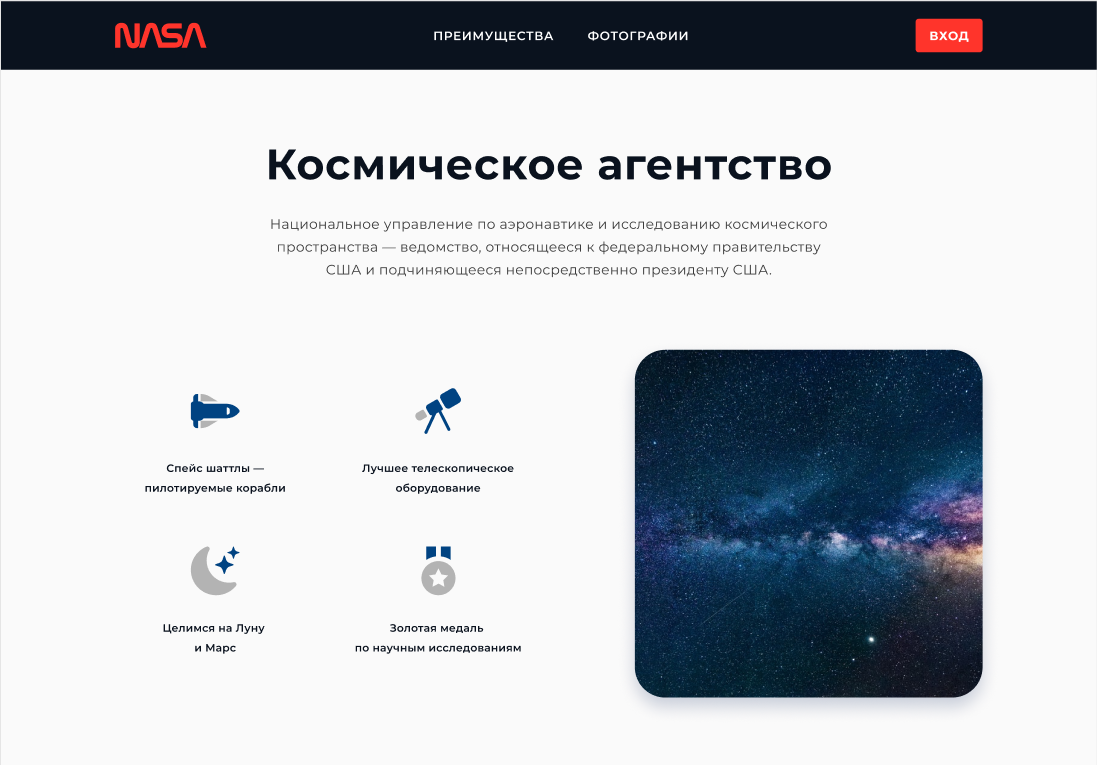 NASA
ПРЕИМУЩЕСТВА
ФОТОГРАФИИ
ВХОД
Космическое агентство
Национальное управление по аэронавтике и исследованию космического
пространства — ведомство, относящееся к федеральному правительству
США и подчиняющееся непосредственно президенту США.
Спейс шаттлы —
пилотируемые корабли
Лучшее телескопическое
оборудование
Целимся на Луну
и Марс
Золотая медаль
по научным исследованиям